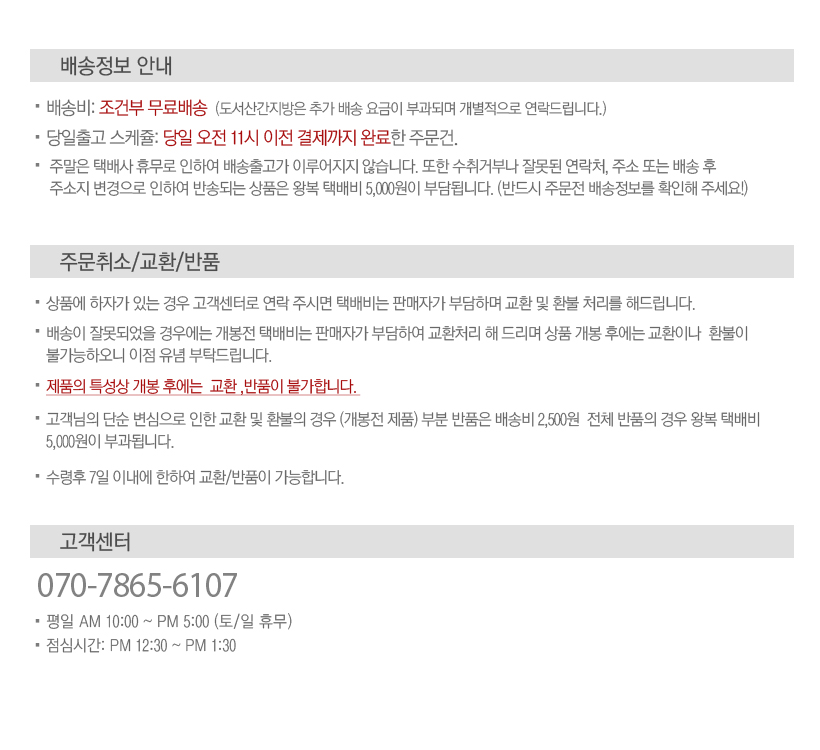 배송정보 안내
▪ 배송비: 조건부 무료배송 (도서산간지방은 추가 배송 요금이 부과되며 개별적으로 연락드립니다.)
▪ 당일출고 스케쥴: 당일 오전 11시 이전 결제까지 완료한 주문건.
▪ 주말은 택배사 휴무로 인하여 배송출고가 이루어지지 않습니다. 또한 수취거부나 잘못된 연락처, 주소 또는 배송 후
주소지 변경으로 인하여 반송되는 상품은 왕복 택배비 5,000원이 부담됩니다. (반드시 주문전 배송정보를 확인해 주세요!)
주문취소/교환/반품
▪ 상품에 하자가 있는 경우 고객센터로 연락 주시면 택배비는 판매자가 부담하며 교환 및 환불 처리를 해드립니다.
▪ 배송이 잘못되었을 경우에는 개봉전 택배비는 판매자가 부담하여 교환처리 해 드리며 상품 개봉 후에는 교환이나 환불이
불가능하오니 이점 유념 부탁드립니다.
▪ 제품의 특성상 개봉 후에는 교환 ,반품이 불가합니다.
▪ 고객님의 단순 변심으로 인한 교환 및 환불의 경우 (개봉전 제품) 부분 반품은 배송비 2,500원 전체 반품의 경우 왕복 택배비
5,000원이 부과됩니다.
▪ 수령후 7일 이내에 한하여 교환/반품이 가능합니다.
고객센터
070-7865-6107
▪ 평일 AM 10:00 ~ PM 5:00 (토/일 휴무)
▪ 점심시간: PM 12:30 ~ PM 1:30